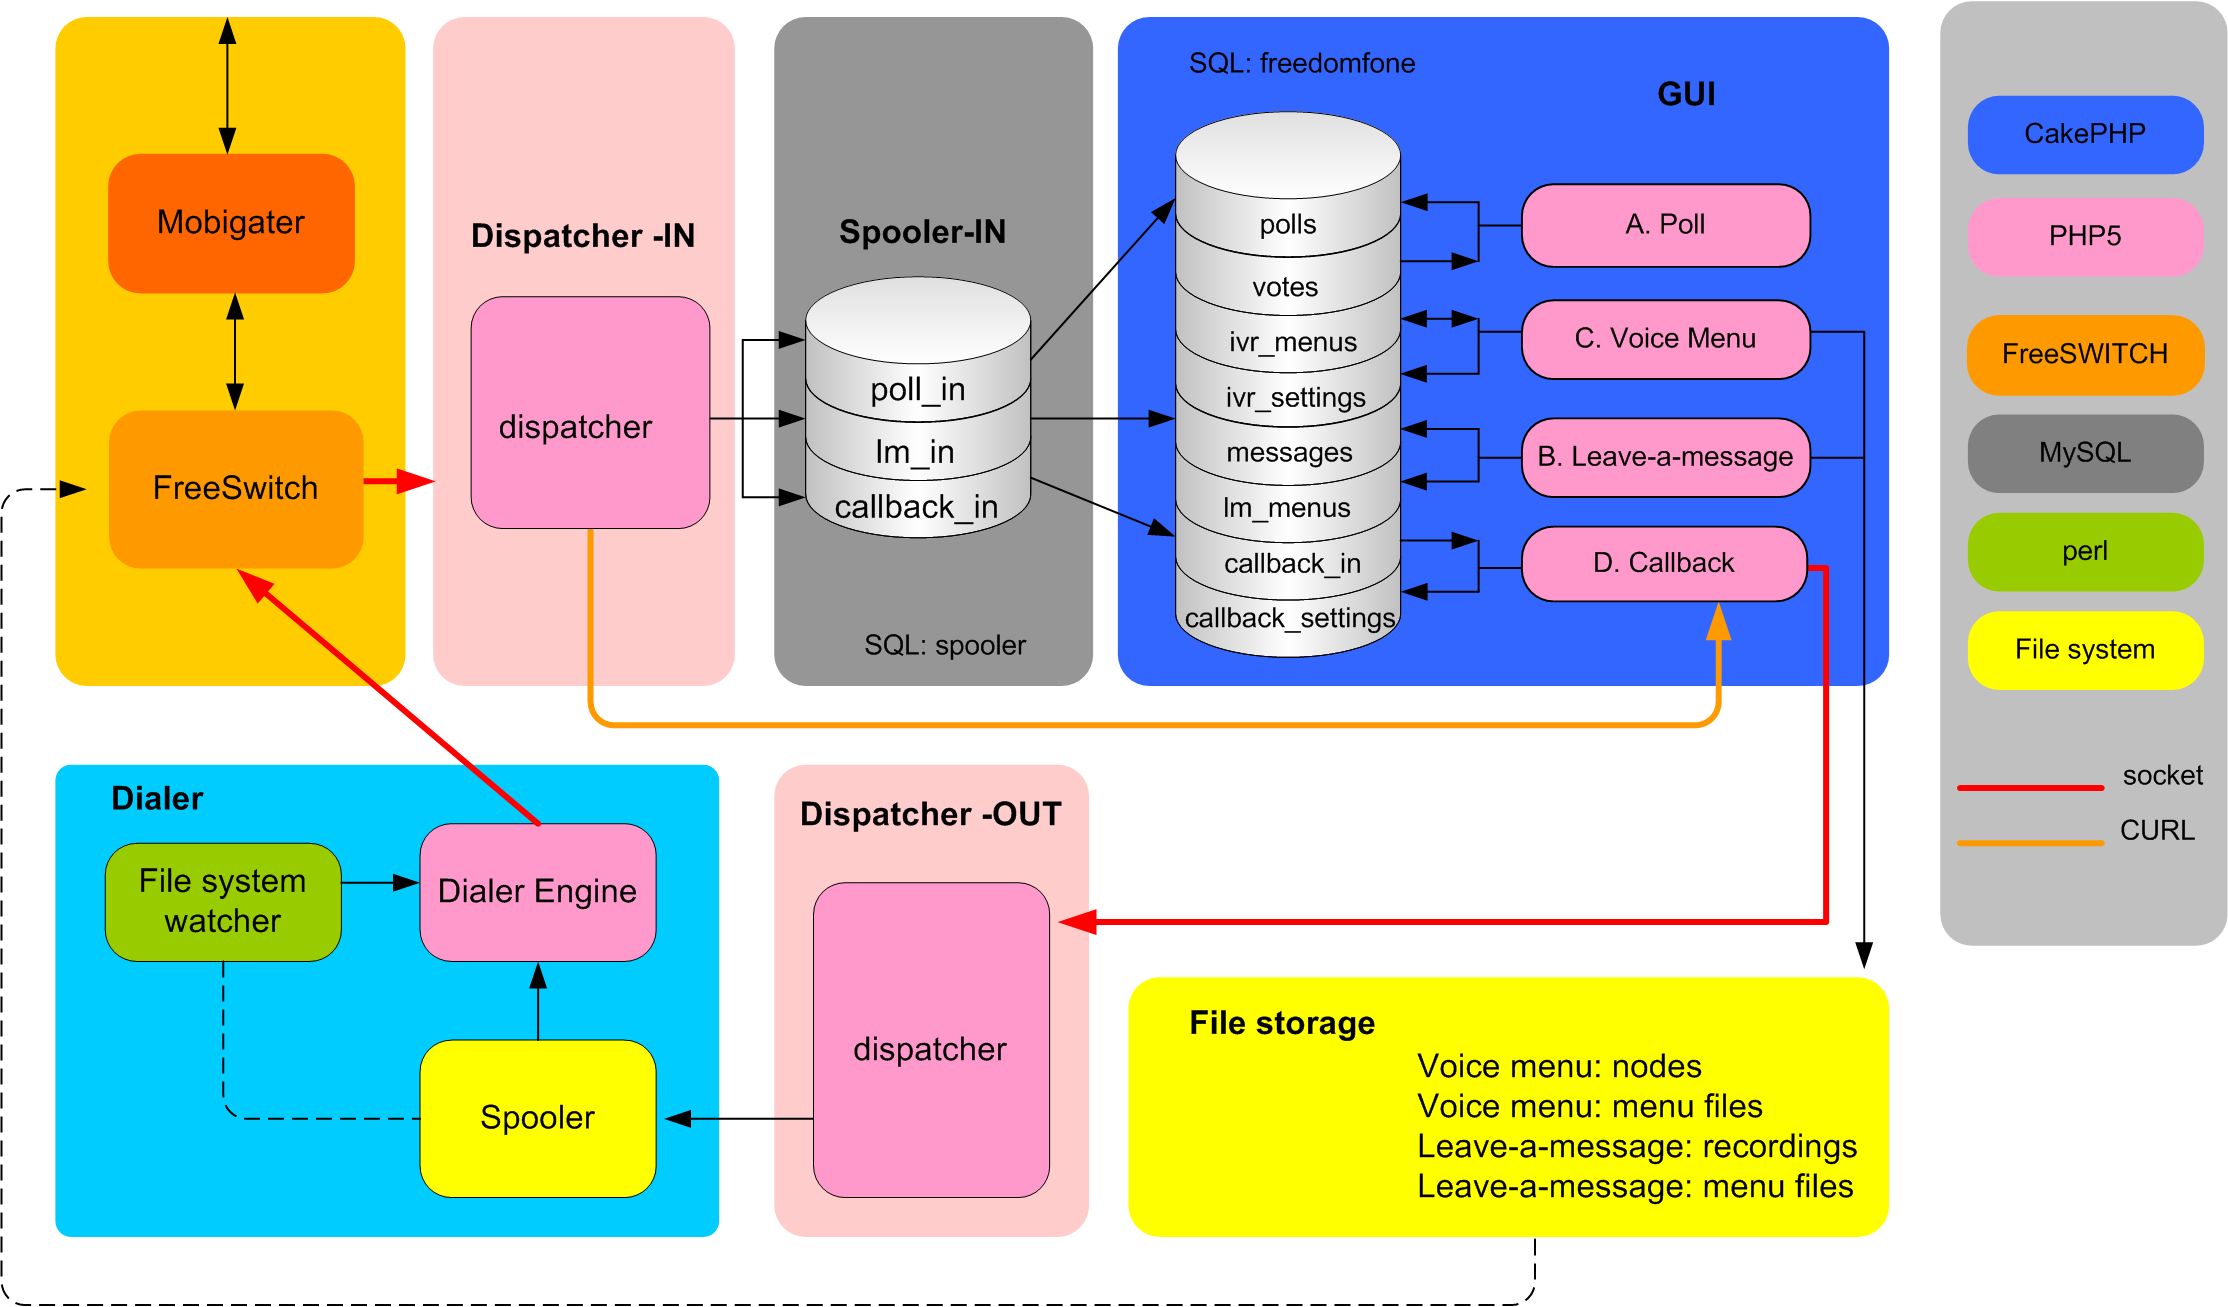 Mobigater
FreeSwitch
Dispatcher -IN
dispatcher
Spooler-IN
poll_in
lm_in
callback_in
SQL: spooler
SQL: freedomfone
GUI
polls
votes
ivr_menus
ivr_settings
messages
lm_menus
callback_in
callback_settings
A. Poll
C. Voice Menu
B. Leave-a-message
D. Callback
CakePHP
PHP5
FreeSWITCH
MySQL
perl
File system
socket
CURL
Dialer
File system
watcher
Dialer Engine
Spooler
Dispatcher -OUT
dispatcher
File storage
Voice menu: nodes
Voice menu: menu files
Leave-a-message: recordings
Leave-a-message: menu files